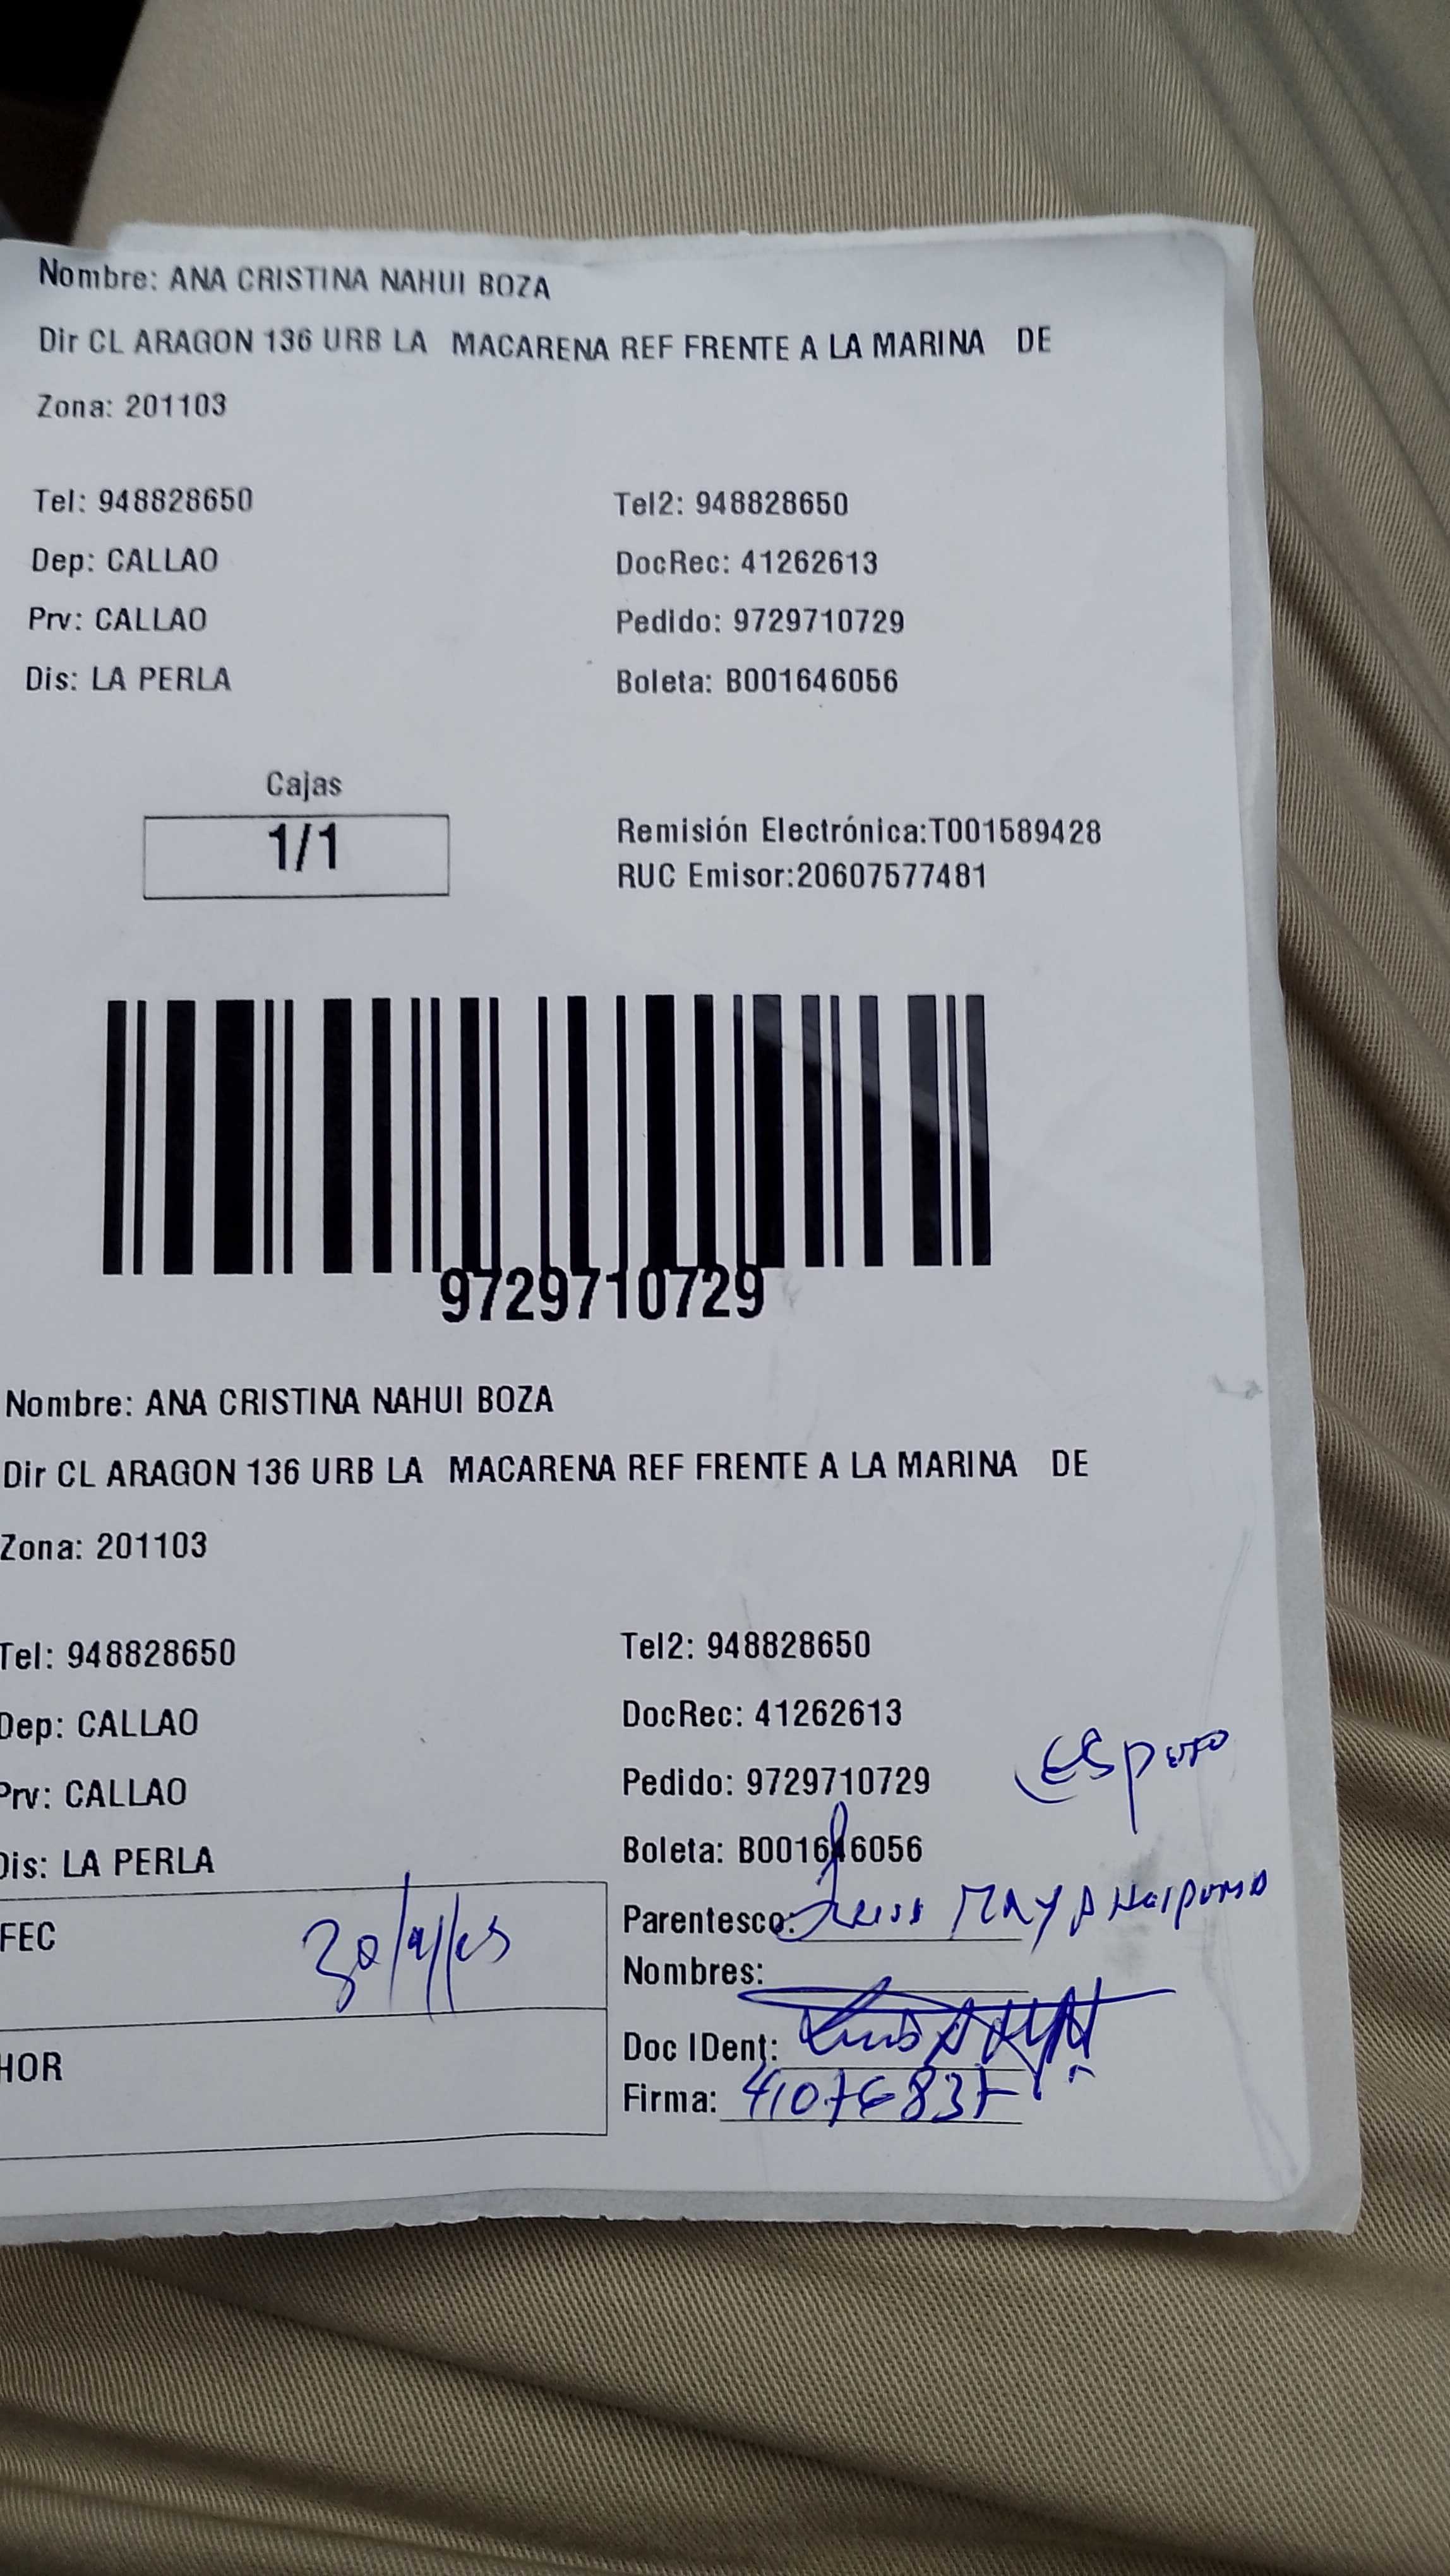 Nombre: ANA CRISTINA NAHUI BOZA
Dir CL ARAGON 136 URB LA MACARENA REF FRENTE A LA MARINA DE
Zona: 201103
Tel: 948828650 Tel2: 948828650
Dep: CALLAO DocRec: 41262613
Prv: CALLAO Pedido: 9729710729
Dis: LA PERLA Boleta: B001646056
Cajas
1/1
Remisión Electrónica:T001589428
RUC Emisor:20607577481
9729710729
Nombre: ANA CRISTINA NAHUI BOZA
Dir CL ARAGON 136 URB LA MACARENA REF FRENTE A LA MARINA DE
Zona: 201103
Tel: 948828650 Tel2: 948828650
Dep: CALLAO DocRec: 41262613
Prv: CALLAO Pedido: 9729710729
Esposo
Dis: LA PERLA Boleta: B001646056
FEC Parentesco:
Nombres:
HOR Doc IDent:
Firma: